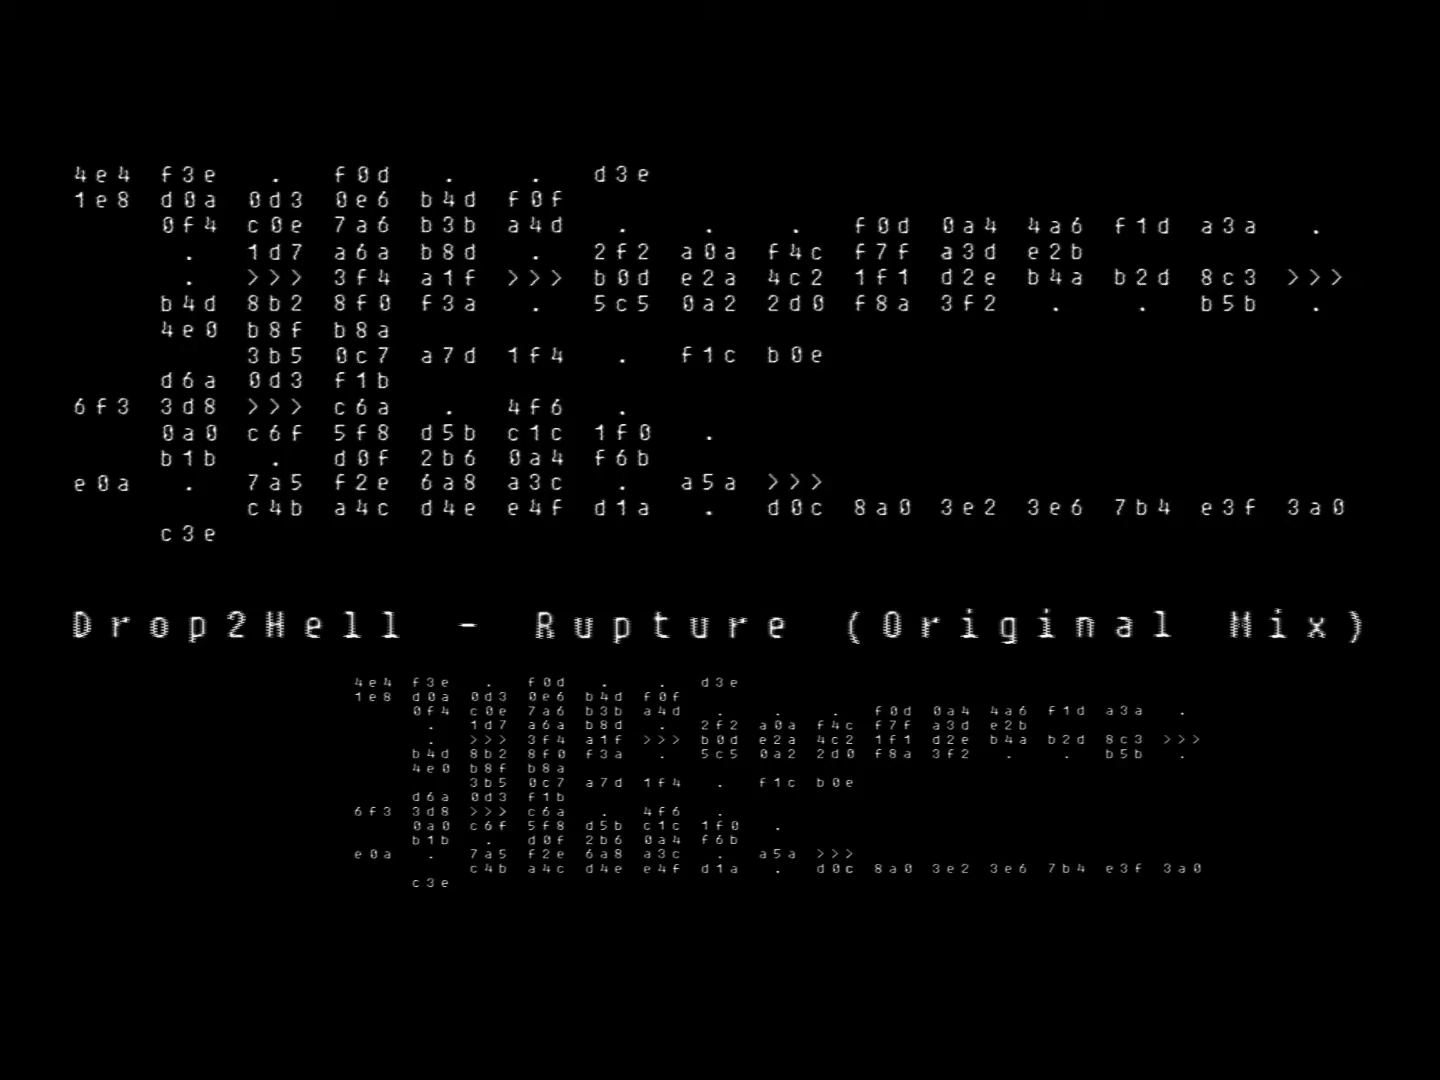 4e4 f3e . f0d . . d3e
1e8 d0a 0d3 0e6 b4d f0f
0f4 c0e 7a6 b3b a4d . . . f0d 0a4 4a6 f1d a3a .
. 1d7 a6a b8d . 2f2 a0a f4c f7f a3d e2b
. >>> 3f4 a1f >>> b0d e2a 4c2 1f1 d2e b4a b2d 8c3 >>>
b4d 8b2 8f0 f3a . 5c5 0a2 2d0 f8a 3f2 . . b5b .
4e0 b8f b8a
3b5 0c7 a7d 1f4 . f1c b0e
d6a 0d3 f1b
6f3 3d8 >>> c6a . 4f6 .
0a0 c6f 5f8 d5b c1c 1f0 .
b1b . d0f 2b6 0a4 f6b
e0a . 7a5 f2e 6a8 a3c . a5a >>>
c4b a4c d4e e4f d1a . d0c 8a0 3e2 3e6 7b4 e3f 3a0
c3e
Drop2Hell - Rupture (Original Mix)
4e4 f3e . f0d . . d3e
1e8 d0a 0d3 0e6 b4d f0f
0f4 c0e 7a6 b3b a4d . . . f0d 0a4 4a6 f1d a3a .
. 1d7 a6a b8d . 2f2 a0a f4c f7f a3d e2b
. >>> 3f4 a1f >>> b0d e2a 4c2 1f1 d2e b4a b2d 8c3 >>>
b4d 8b2 8f0 f3a . 5c5 0a2 2d0 f8a 3f2 . . b5b .
4e0 b8f b8a
3b5 0c7 a7d 1f4 . f1c b0e
d6a 0d3 f1b
6f3 3d8 >>> c6a . 4f6 .
0a0 c6f 5f8 d5b c1c 1f0 .
b1b . d0f 2b6 0a4 f6b
e0a . 7a5 f2e 6a8 a3c . a5a >>>
c4b a4c d4e e4f d1a . d0c 8a0 3e2 3e6 7b4 e3f 3a0
c3e